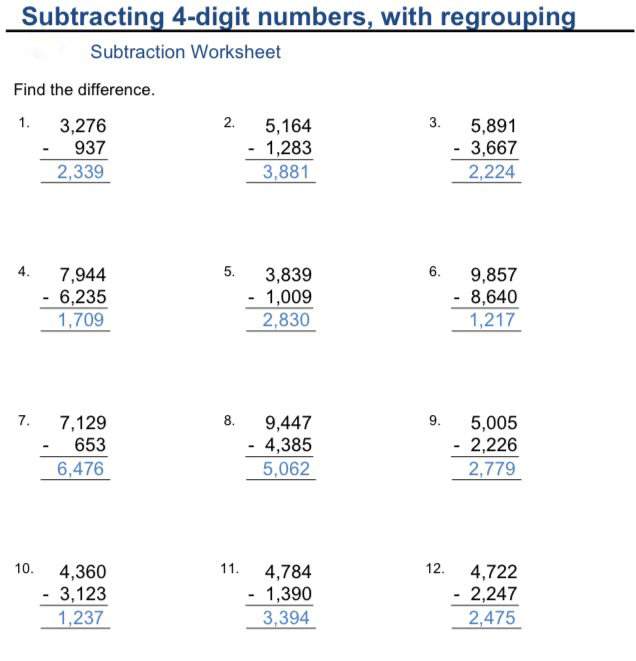 Subtracting 4-digit numbers, with regrouping
Subtraction Worksheet
Find the difference.
1. 3,276 2. 5,164 3. 5,891
- 937 - 1,283 - 3,667
2,339 3,881 2,224
4. 7,944 5. 3,839 6. 9,857
- 6,235 - 1,009 - 8,640
1,709 2,830 1,217
7. 7,129 8. 9,447 9. 5,005
- 653 - 4,385 - 2,226
6,476 5,062 2,779
10. 4,360 11. 4,784 12. 4,722
- 3,123 - 1,390 - 2,247
1,237 3,394 2,475